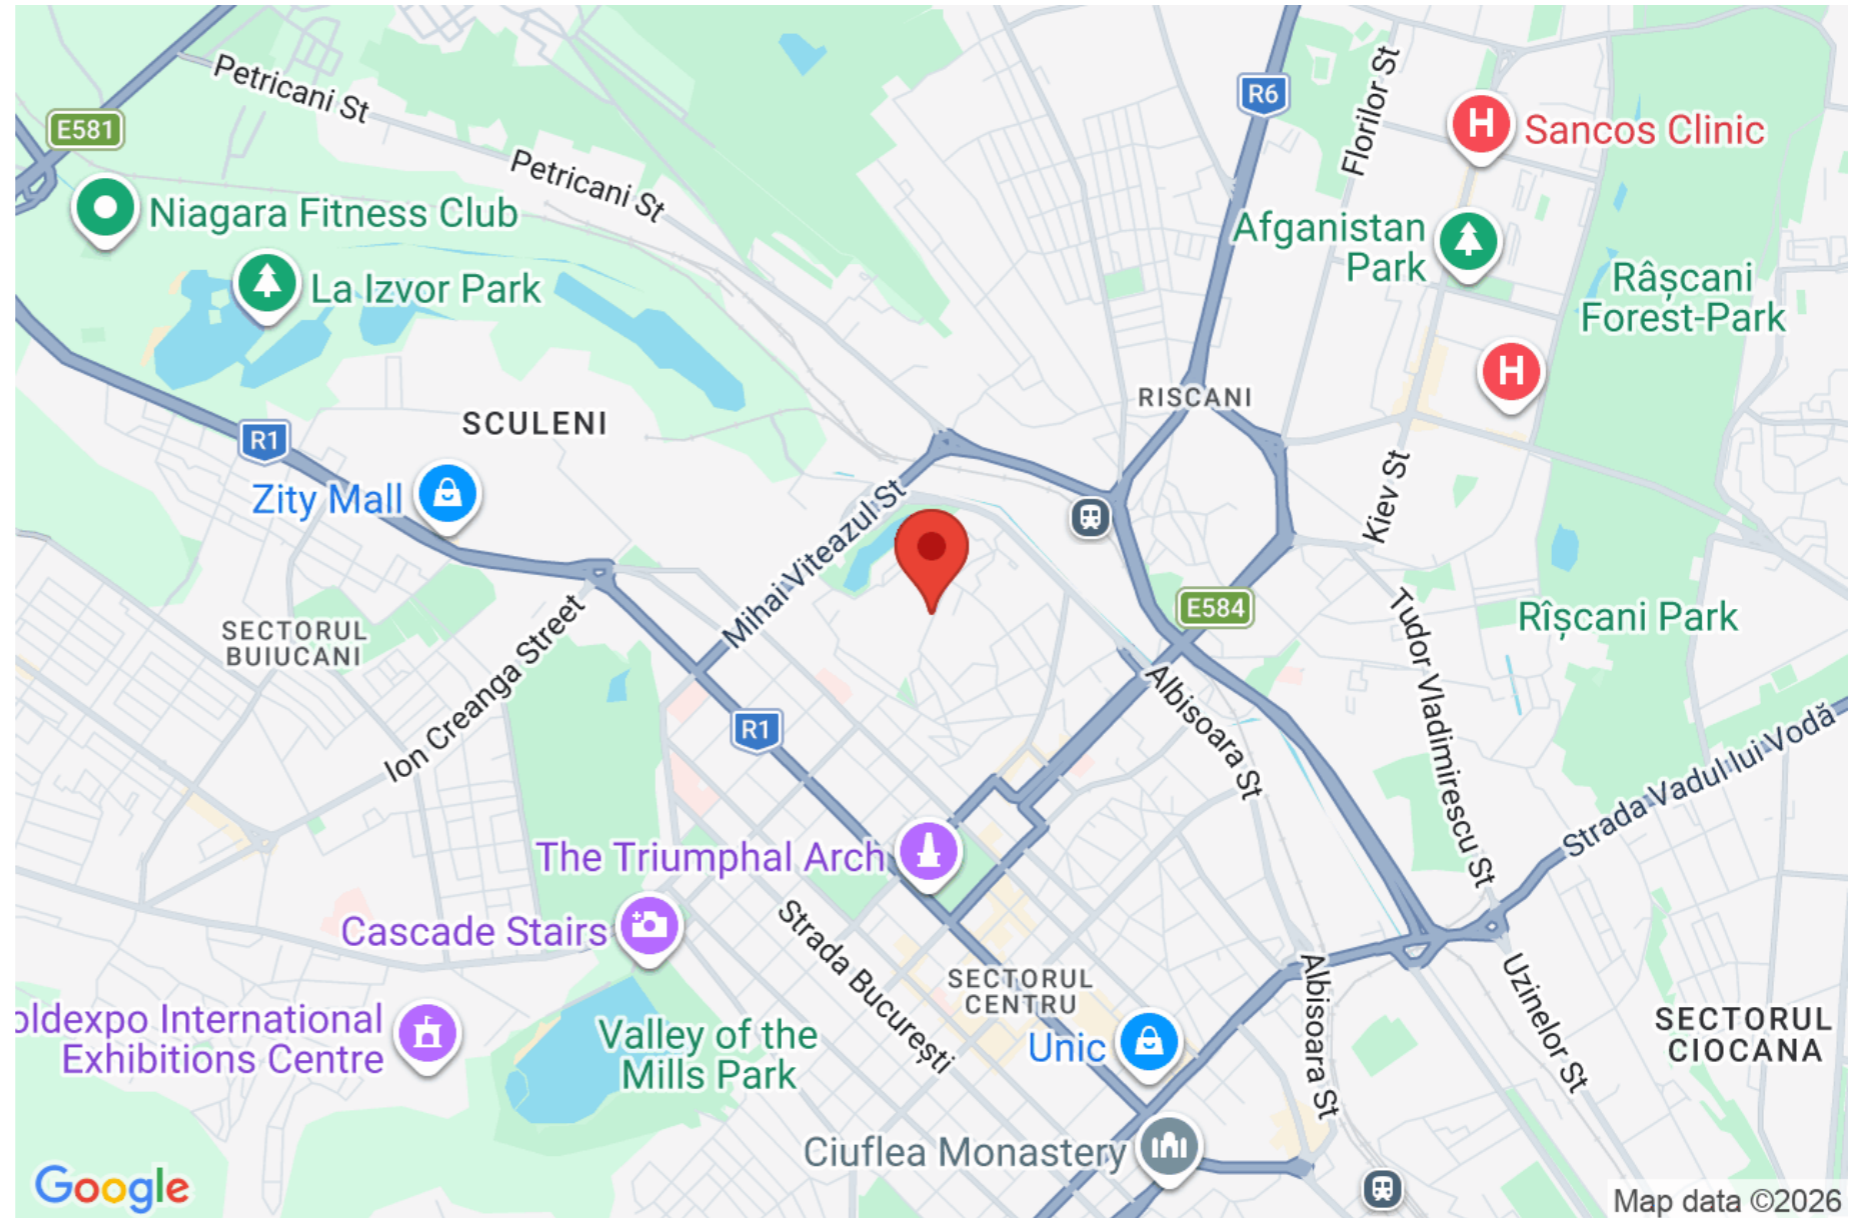 Petricani St
R6
Florilor St
E581
H
Sancos Clinic
Petricani St
Niagara Fitness Club
Afganistan
Park
La Izvor Park
Râșcani
Forest-Park
H
RISCANI
SCULENI
R1
Zity Mall
Mihai Viteazul St
Kiev St
E584
Rîșcani Park
SECTORUL
BUIUCANI
Ion Creanga Street
Tudor Vladimirescu St
Albisoara St
R1
Strada Vadul lui Vodă
The Triumphal Arch
Cascade Stairs
Strada București
SECTORUL
CENTRU
Albisoara St
Uzinelor St
oldexpo International
Exhibitions Centre
Valley of the
Mills Park
Unic
SECTORUL
CIOCANA
Ciuflea Monastery
Google
Map data ©2026